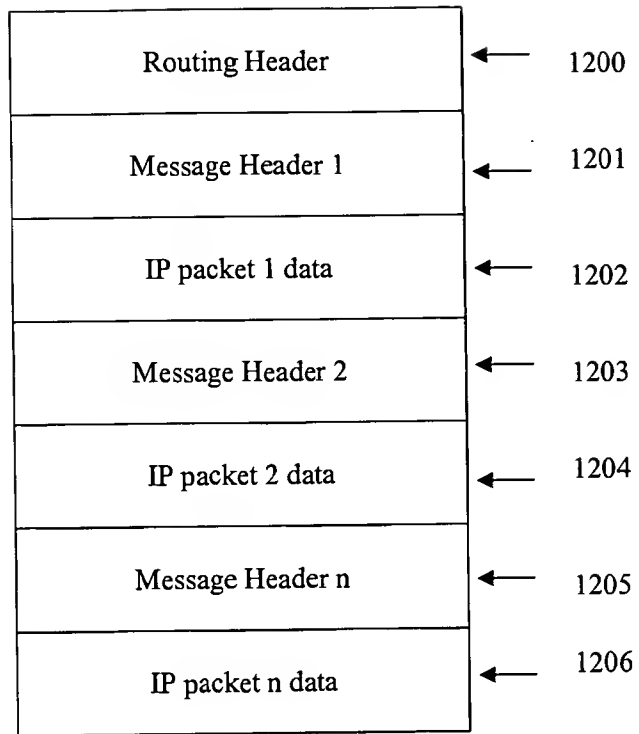 Routing Header 1200
Message Header 1 1201
IP packet 1 data 1202
Message Header 2 1203
IP packet 2 data 1204
Message Header n 1205
IP packet n data 1206